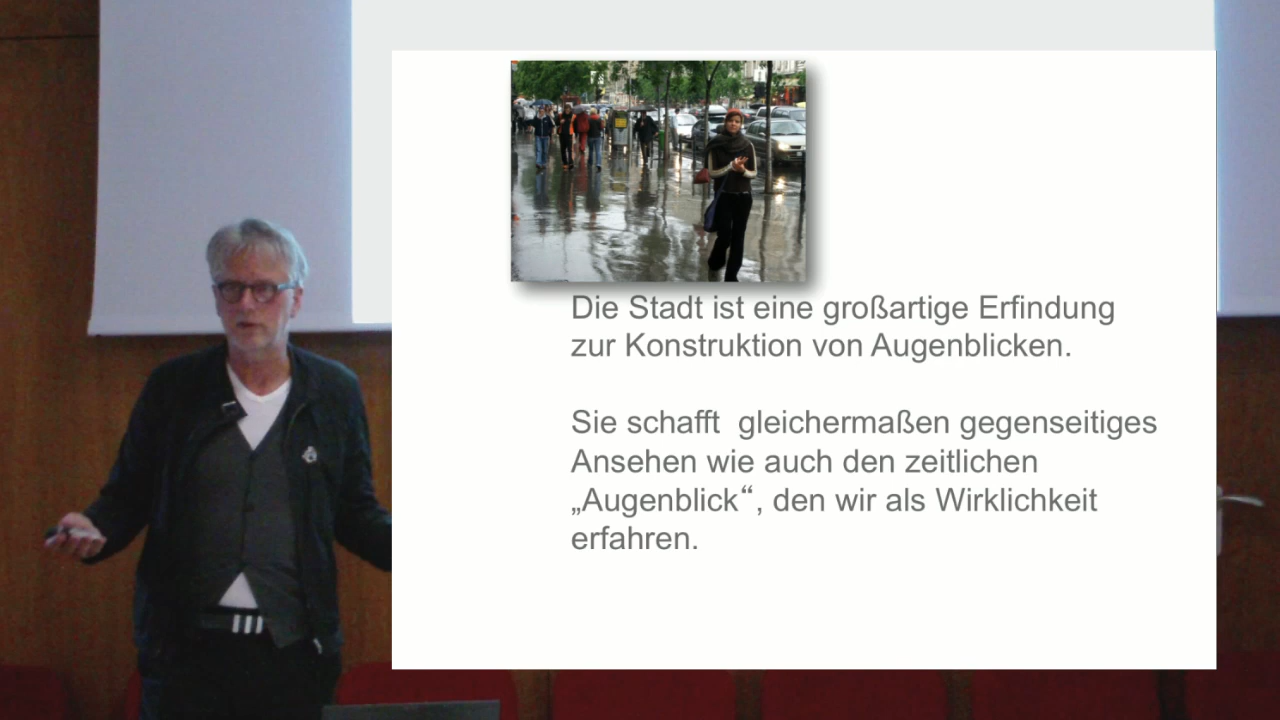 Die Stadt ist eine großartige Erfindung
zur Konstruktion von Augenblicken.
Sie schafft gleichermaßen gegenseitiges
Ansehen wie auch den zeitlichen
„Augenblick“, den wir als Wirklichkeit
erfahren.